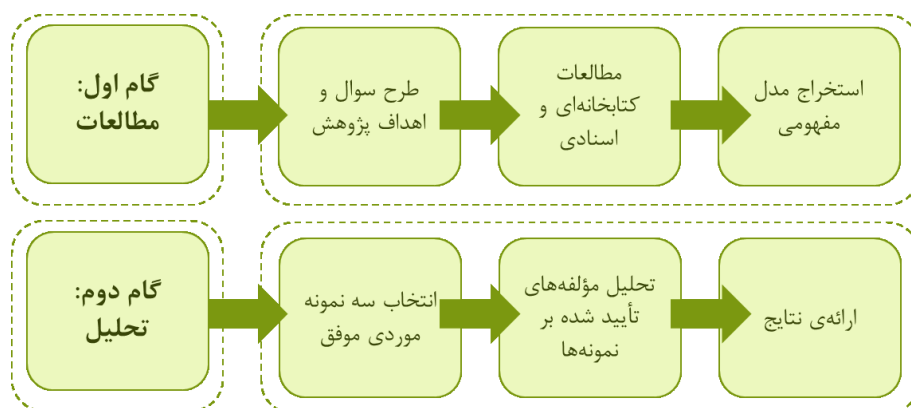 گام اول:
مطالعات
طرح سوال و
اهداف پژوهش
مطالعات
کتابخانه‌ای و
اسنادی
استخراج مدل
مفهومی
گام دوم:
تحلیل
انتخاب سه نمونه
موردی موفق
تحلیل مؤلفه‌های
تأیید شده بر
نمونه‌ها
ارائه‌ی نتایج